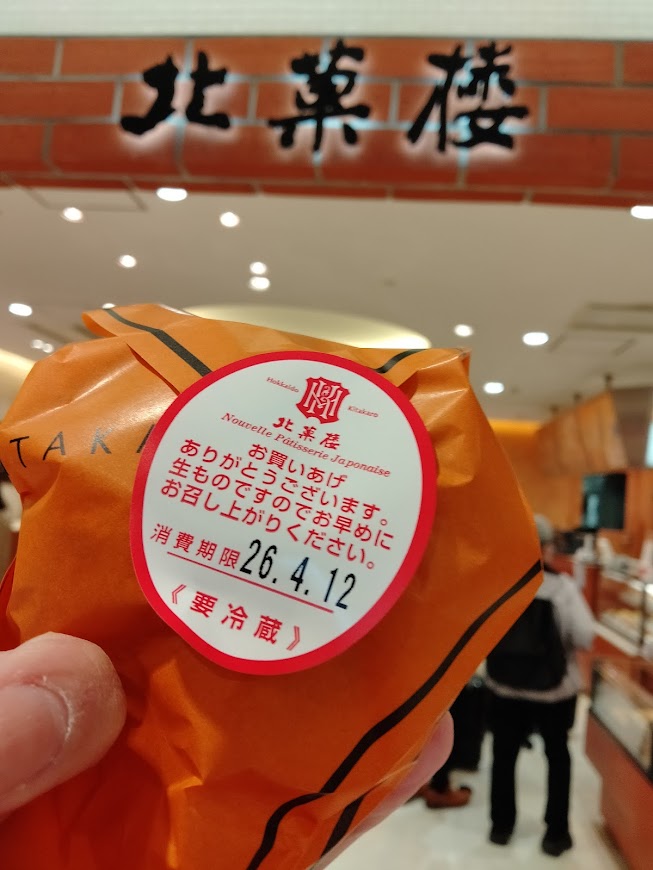 北菓楼
TAK
Hokkaido Kitakaro
北菓楼
Nouvelle Pâtisserie Japonaise
お買いあげ
ありがとうございます。
生ものですのでお早めに
お召し上がりください。
消費期限 26.4.12
《要冷蔵》